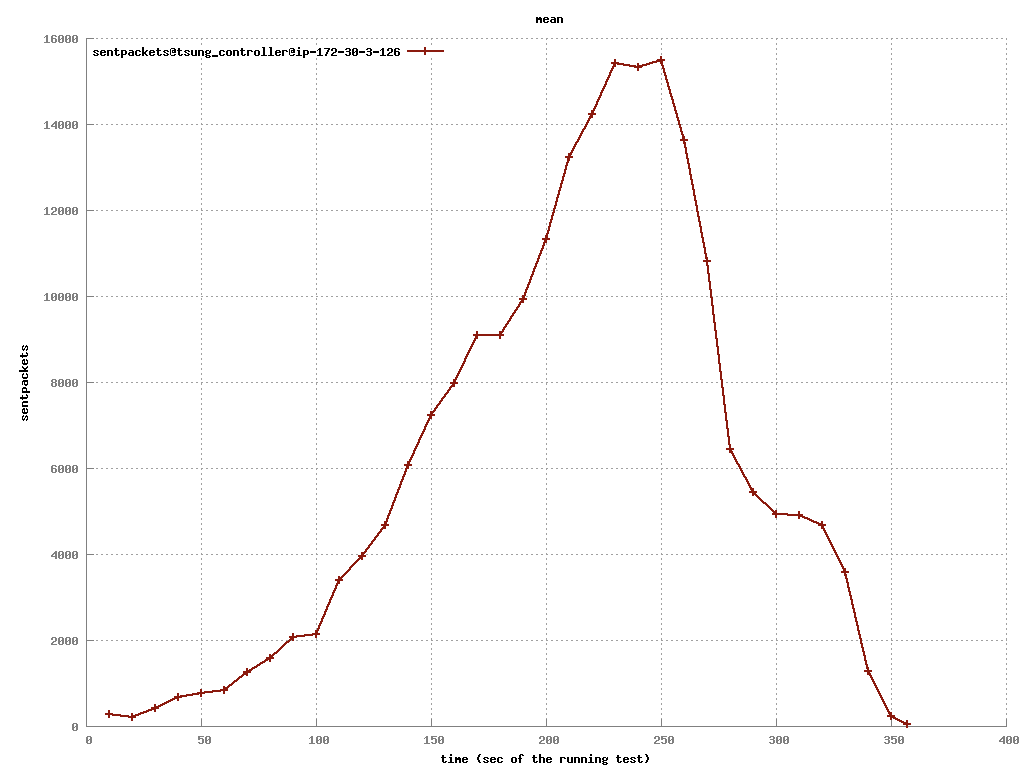 mean
sentpackets@tsung_controller@ip-172-30-3-126
16000
14000
12000
10000
8000
6000
4000
2000
0
sentpackets
0 50 100 150 200 250 300 350 400
time (sec of the running test)